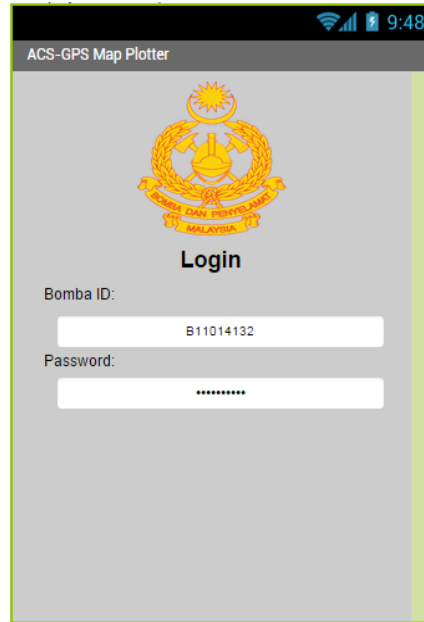 9:48
ACS-GPS Map Plotter
BOMBA DAN PENYELAMAT
MALAYSIA
Login
Bomba ID:
B11014132
Password:
••••••••••